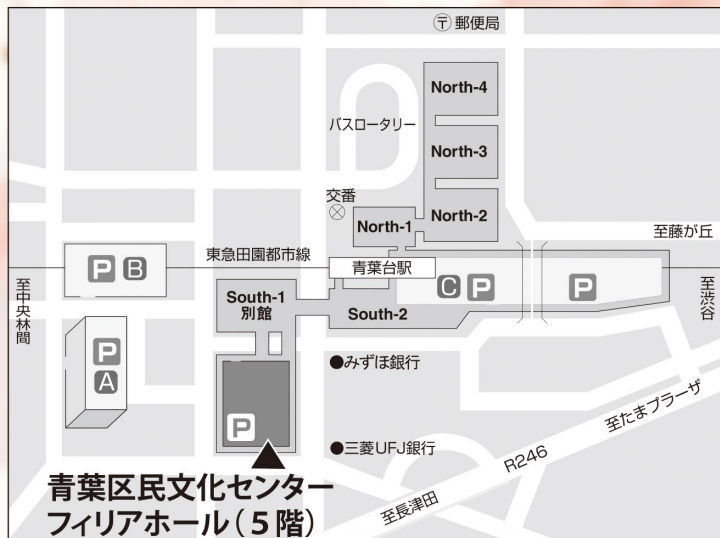 〒郵便局
North-4
バスロータリー
North-3
交番
North-1
North-2
至藤が丘
東急田園都市線
青葉台駅
P B
C P
P
至中央林間
至渋谷
South-1
別館
South-2
P
A
●みずほ銀行
P
●三菱UFJ銀行
至たまプラーザ
R246
至長津田
青葉区民文化センター
フィリアホール(5階)